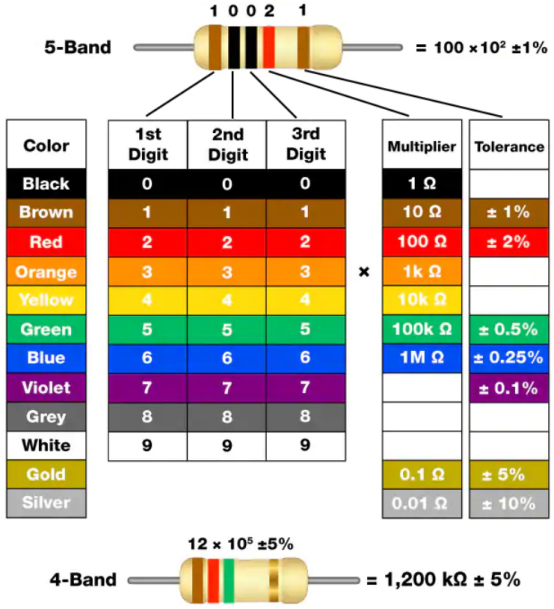 1 0 0 2 1
5-Band = 100 ×10² ±1%
Color 1st Digit 2nd Digit 3rd Digit Multiplier Tolerance
Black 0 0 0 1 Ω
Brown 1 1 1 10 Ω ± 1%
Red 2 2 2 100 Ω ± 2%
Orange 3 3 3 × 1k Ω
Yellow 4 4 4 10k Ω
Green 5 5 5 100k Ω ± 0.5%
Blue 6 6 6 1M Ω ± 0.25%
Violet 7 7 7 ± 0.1%
Grey 8 8 8
White 9 9 9
Gold 0.1 Ω ± 5%
Silver 0.01 Ω ± 10%
12 × 10⁵ ±5%
4-Band = 1,200 kΩ ± 5%